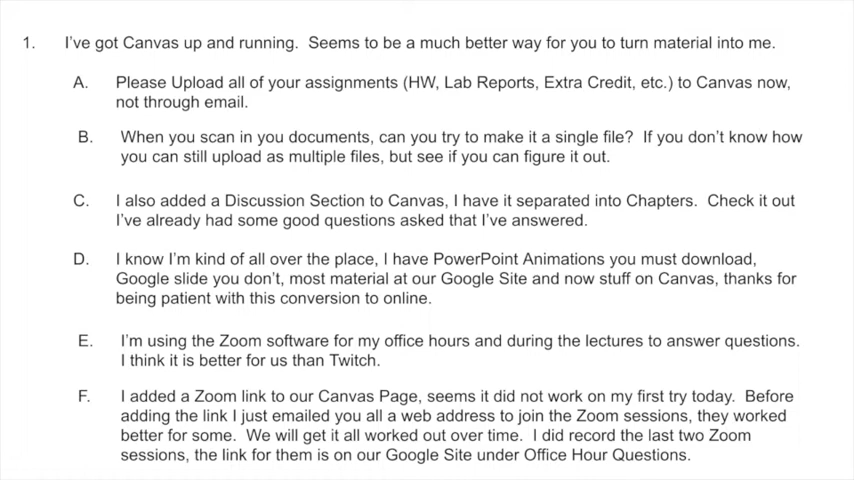 1. I've got Canvas up and running. Seems to be a much better way for you to turn material into me.
A. Please Upload all of your assignments (HW, Lab Reports, Extra Credit, etc.) to Canvas now,
not through email.
B. When you scan in you documents, can you try to make it a single file? If you don't know how
you can still upload as multiple files, but see if you can figure it out.
C. I also added a Discussion Section to Canvas, I have it separated into Chapters. Check it out
I've already had some good questions asked that I've answered.
D. I know I'm kind of all over the place, I have PowerPoint Animations you must download,
Google slide you don't, most material at our Google Site and now stuff on Canvas, thanks for
being patient with this conversion to online.
E. I'm using the Zoom software for my office hours and during the lectures to answer questions.
I think it is better for us than Twitch.
F. I added a Zoom link to our Canvas Page, seems it did not work on my first try today. Before
adding the link I just emailed you all a web address to join the Zoom sessions, they worked
better for some. We will get it all worked out over time. I did record the last two Zoom
sessions, the link for them is on our Google Site under Office Hour Questions.